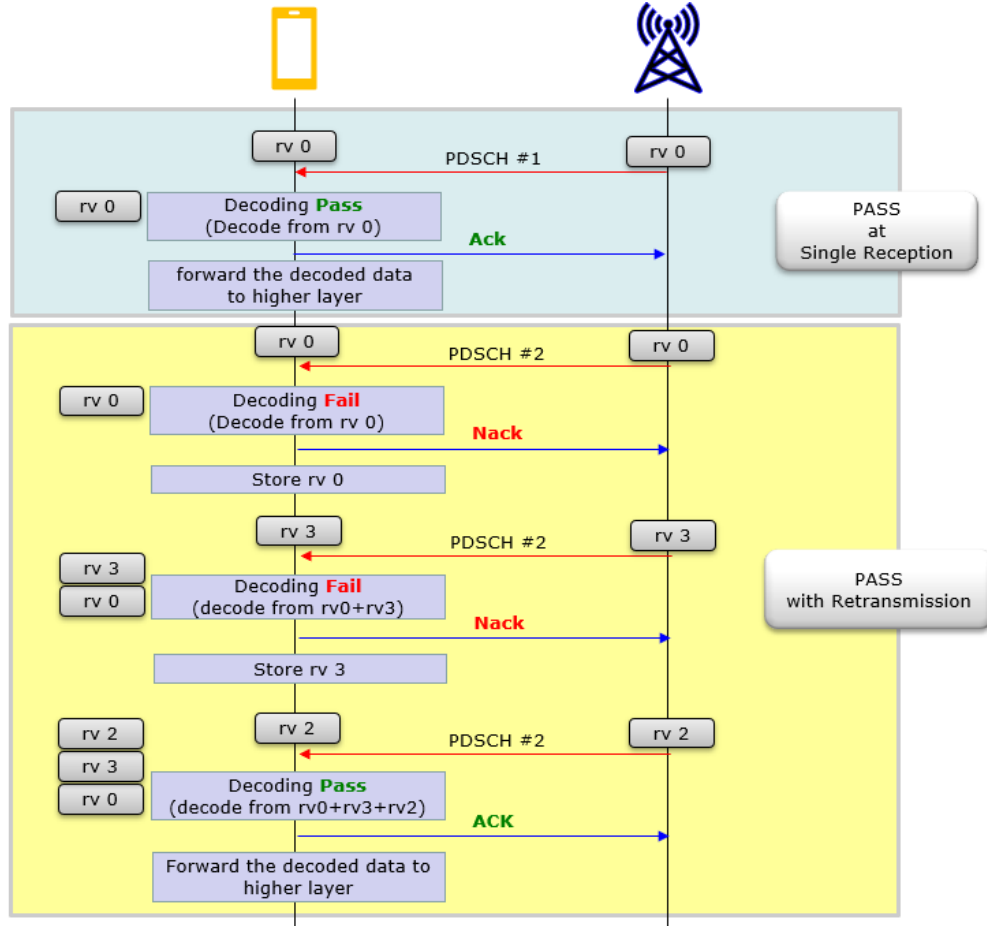 rv 0
rv 0
PDSCH #1
rv 0
Decoding Pass
(Decode from rv 0)
Ack
forward the decoded data
to higher layer
PASS
at
Single Reception
rv 0
rv 0
PDSCH #2
rv 0
Decoding Fail
(Decode from rv 0)
Nack
Store rv 0
rv 3
rv 3
PDSCH #2
rv 3
rv 0
Decoding Fail
(decode from rv0+rv3)
Nack
Store rv 3
PASS
with Retransmission
rv 2
rv 2
PDSCH #2
rv 2
rv 3
rv 0
Decoding Pass
(decode from rv0+rv3+rv2)
ACK
Forward the decoded data to
higher layer